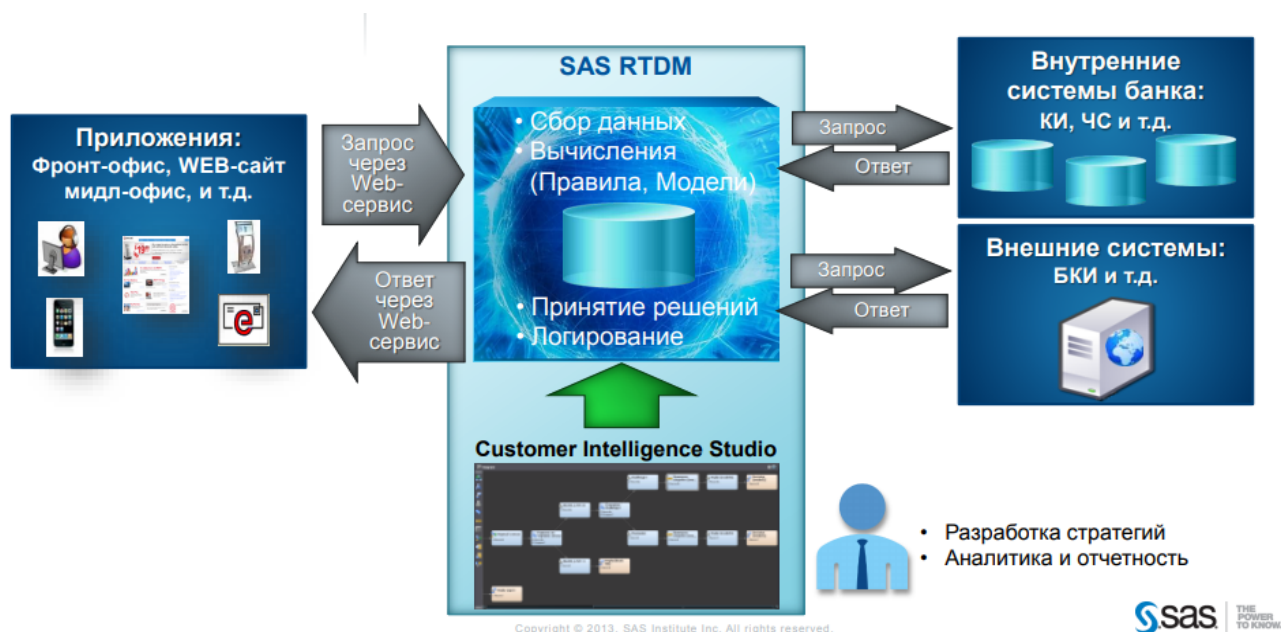 SAS RTDM
Приложения:
Фронт-офис, WEB-сайт
мидл-офис, и т.д.
Запрос
через
Web-
сервис
Ответ
через
Web-
сервис
• Сбор данных
• Вычисления
(Правила, Модели)
• Принятие решений
• Логирование
Запрос
Ответ
Внутренние
системы банка:
КИ, ЧС и т.д.
Запрос
Ответ
Внешние системы:
БКИ и т.д.
Customer Intelligence Studio
• Разработка стратегий
• Аналитика и отчетность
Copyright © 2013, SAS Institute Inc. All rights reserved.
sas
THE
POWER
TO KNOW